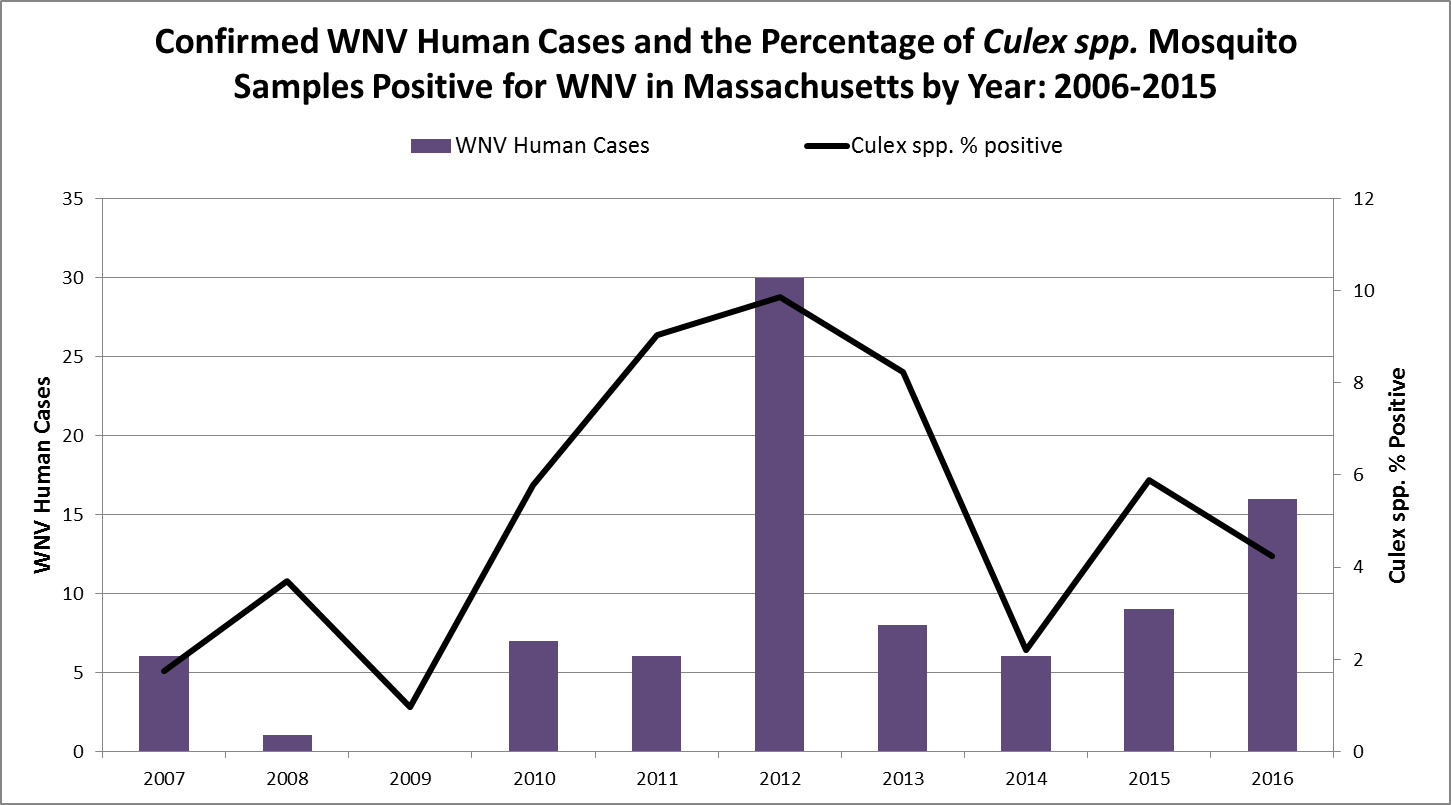 Confirmed WNV Human Cases and the Percentage of Culex spp. Mosquito
Samples Positive for WNV in Massachusetts by Year: 2006-2015
WNV Human Cases
Culex spp. % positive
35
30
25
20
15
10
5
0
WNV Human Cases
12
10
8
6
4
2
0
Culex spp. % Positive
2007 2008 2009 2010 2011 2012 2013 2014 2015 2016